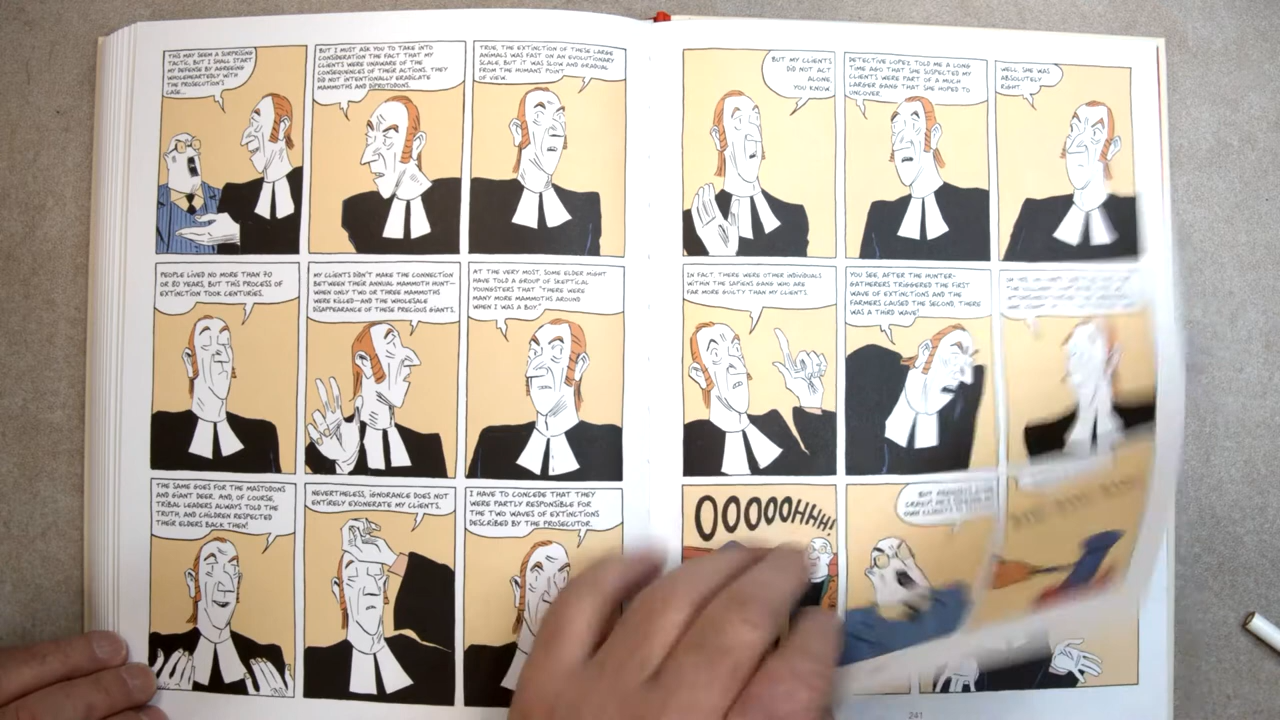 THIS MAY SEEM A SURPRISING
TACTIC, BUT I SHALL START
MY DEFENSE BY AGREEING
WHOLEHEARTEDLY WITH
THE PROSECUTION'S
CASE...
BUT I MUST ASK YOU TO TAKE INTO
CONSIDERATION THE FACT THAT MY
CLIENTS WERE UNAWARE OF THE
CONSEQUENCES OF THEIR ACTIONS. THEY
DID NOT INTENTIONALLY ERADICATE
MAMMOTHS AND DIPROTODONS.
TRUE, THE EXTINCTION OF THESE LARGE
ANIMALS WAS FAST ON AN EVOLUTIONARY
SCALE, BUT IT WAS SLOW AND GRADUAL
FROM THE HUMANS' POINT
OF VIEW.
PEOPLE LIVED NO MORE THAN 70
OR 80 YEARS, BUT THIS PROCESS OF
EXTINCTION TOOK CENTURIES.
MY CLIENTS DIDN'T MAKE THE CONNECTION
BETWEEN THEIR ANNUAL MAMMOTH HUNT—
WHEN ONLY TWO OR THREE MAMMOTHS
WERE KILLED—AND THE WHOLESALE
DISAPPEARANCE OF THESE PRECIOUS GIANTS.
AT THE VERY MOST, SOME ELDER MIGHT
HAVE TOLD A GROUP OF SKEPTICAL
YOUNGSTERS THAT "THERE WERE
MANY MORE MAMMOTHS AROUND
WHEN I WAS A BOY."
THE SAME GOES FOR THE MASTODONS
AND GIANT DEER. AND, OF COURSE,
TRIBAL LEADERS ALWAYS TOLD THE
TRUTH, AND CHILDREN RESPECTED
THEIR ELDERS BACK THEN!
NEVERTHELESS, IGNORANCE DOES NOT
ENTIRELY EXONERATE MY CLIENTS.
I HAVE TO CONCEDE THAT THEY
WERE PARTLY RESPONSIBLE FOR
THE TWO WAVES OF EXTINCTIONS
DESCRIBED BY THE PROSECUTOR.
BUT MY CLIENTS
DID NOT ACT
ALONE,
YOU KNOW.
DETECTIVE LOPEZ TOLD ME A LONG
TIME AGO THAT SHE SUSPECTED MY
CLIENTS WERE PART OF A MUCH
LARGER GANG THAT SHE HOPED TO
UNCOVER.
WELL, SHE WAS
ABSOLUTELY
RIGHT.
IN FACT, THERE WERE OTHER INDIVIDUALS
WITHIN THE SAPIENS GANG WHO ARE
FAR MORE GUILTY THAN MY CLIENTS.
YOU SEE, AFTER THE HUNTER-
GATHERERS TRIGGERED THE FIRST
WAVE OF EXTINCTIONS AND THE
FARMERS CAUSED THE SECOND, THERE
WAS A THIRD WAVE!
OOOOOHHH!
241